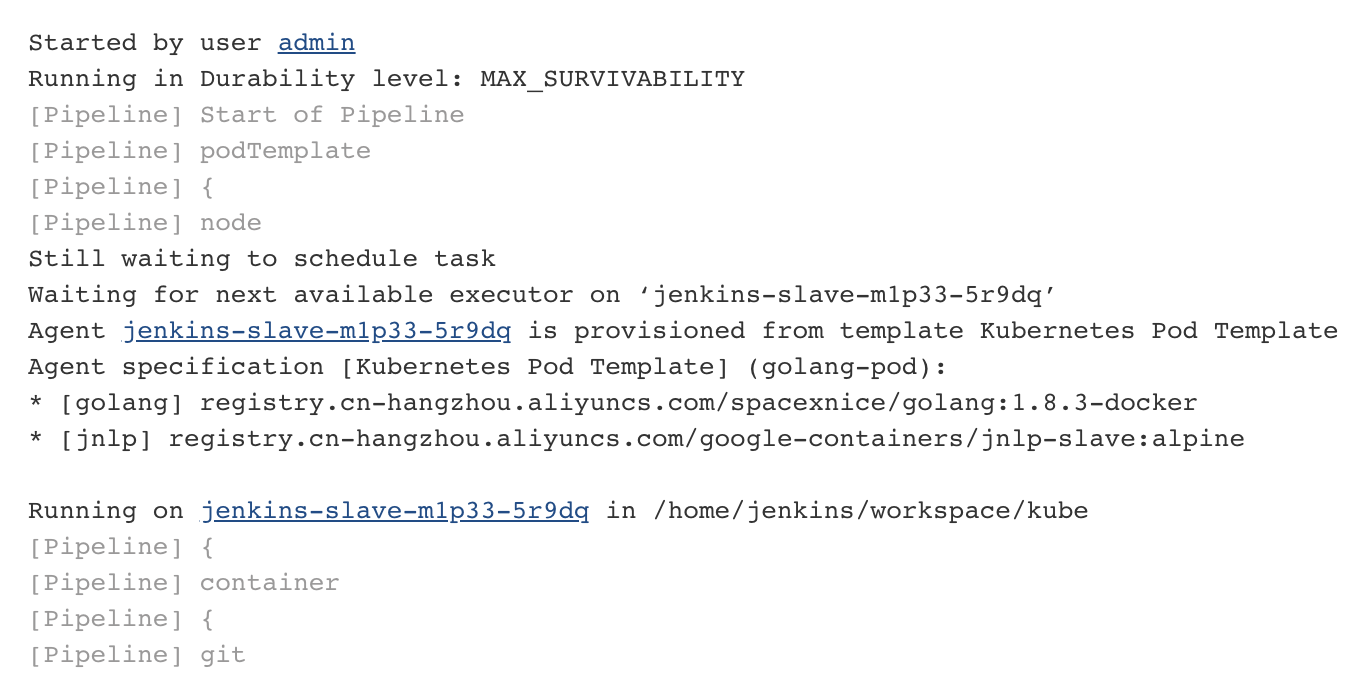 Started by user admin
Running in Durability level: MAX_SURVIVABILITY
[Pipeline] Start of Pipeline
[Pipeline] podTemplate
[Pipeline] {
[Pipeline] node
Still waiting to schedule task
Waiting for next available executor on ‘jenkins-slave-m1p33-5r9dq’
Agent jenkins-slave-m1p33-5r9dq is provisioned from template Kubernetes Pod Template
Agent specification [Kubernetes Pod Template] (golang-pod):
* [golang] registry.cn-hangzhou.aliyuncs.com/spacexnice/golang:1.8.3-docker
* [jnlp] registry.cn-hangzhou.aliyuncs.com/google-containers/jnlp-slave:alpine
Running on jenkins-slave-m1p33-5r9dq in /home/jenkins/workspace/kube
[Pipeline] {
[Pipeline] container
[Pipeline] {
[Pipeline] git